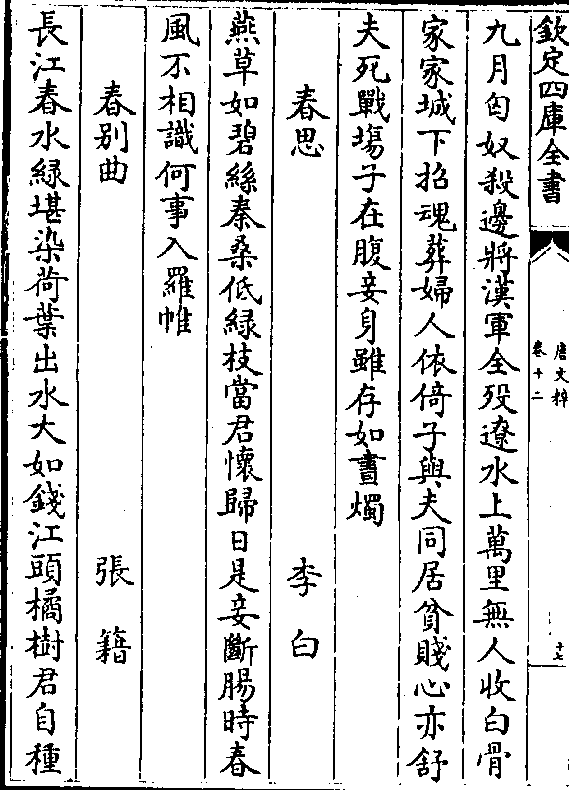 欽定四庫全書
唐文粹
卷十二
十七
九月匈奴殺邊將漢軍全歿遼水上萬里無人收白骨
家家城下招魂葬婦人依倚子與夫同居貧賤心亦舒
夫死戰塲子在腹妾身雖存如晝燭
春思 李白
燕草如碧絲秦桑低緑枝當君懷歸日是妾斷腸時春
風不相識何事入羅帷
春别曲 張籍
長江春水緑堪染荷葉出水大如錢江頭橘樹君自種